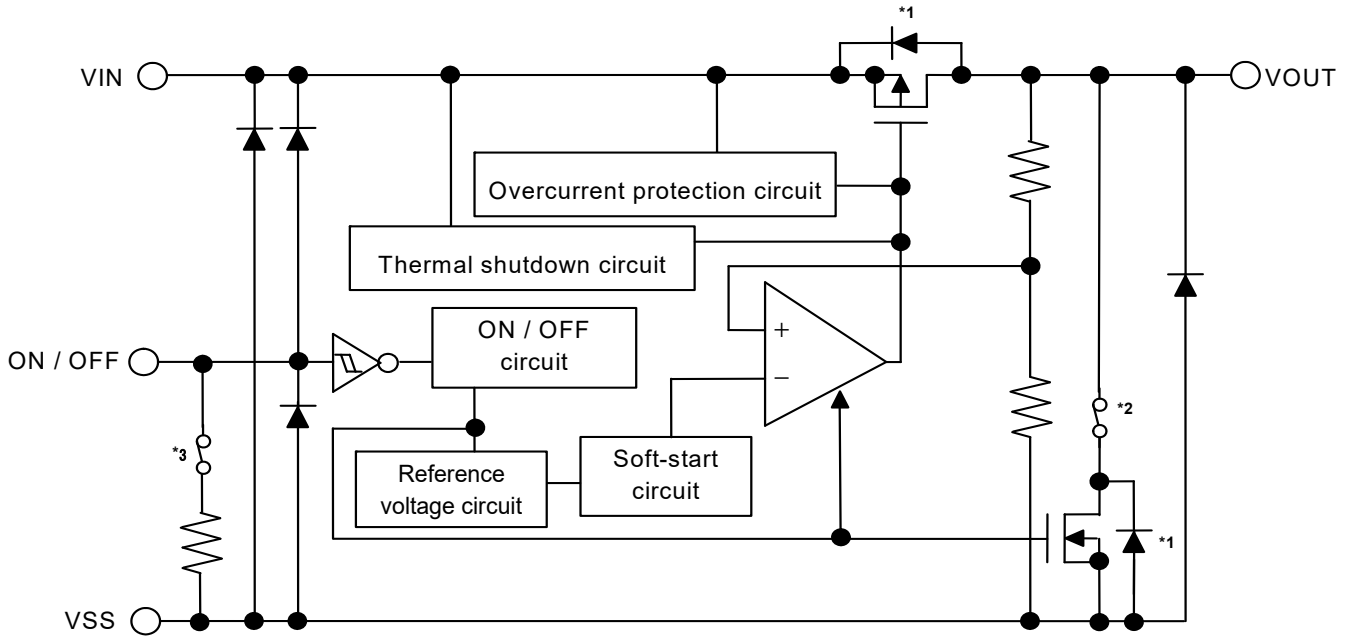 *1
VIN
VOUT
Overcurrent protection circuit
Thermal shutdown circuit
ON / OFF
ON / OFF
circuit
+
−
*2
*3
Reference
voltage circuit
Soft-start
circuit
*1
VSS